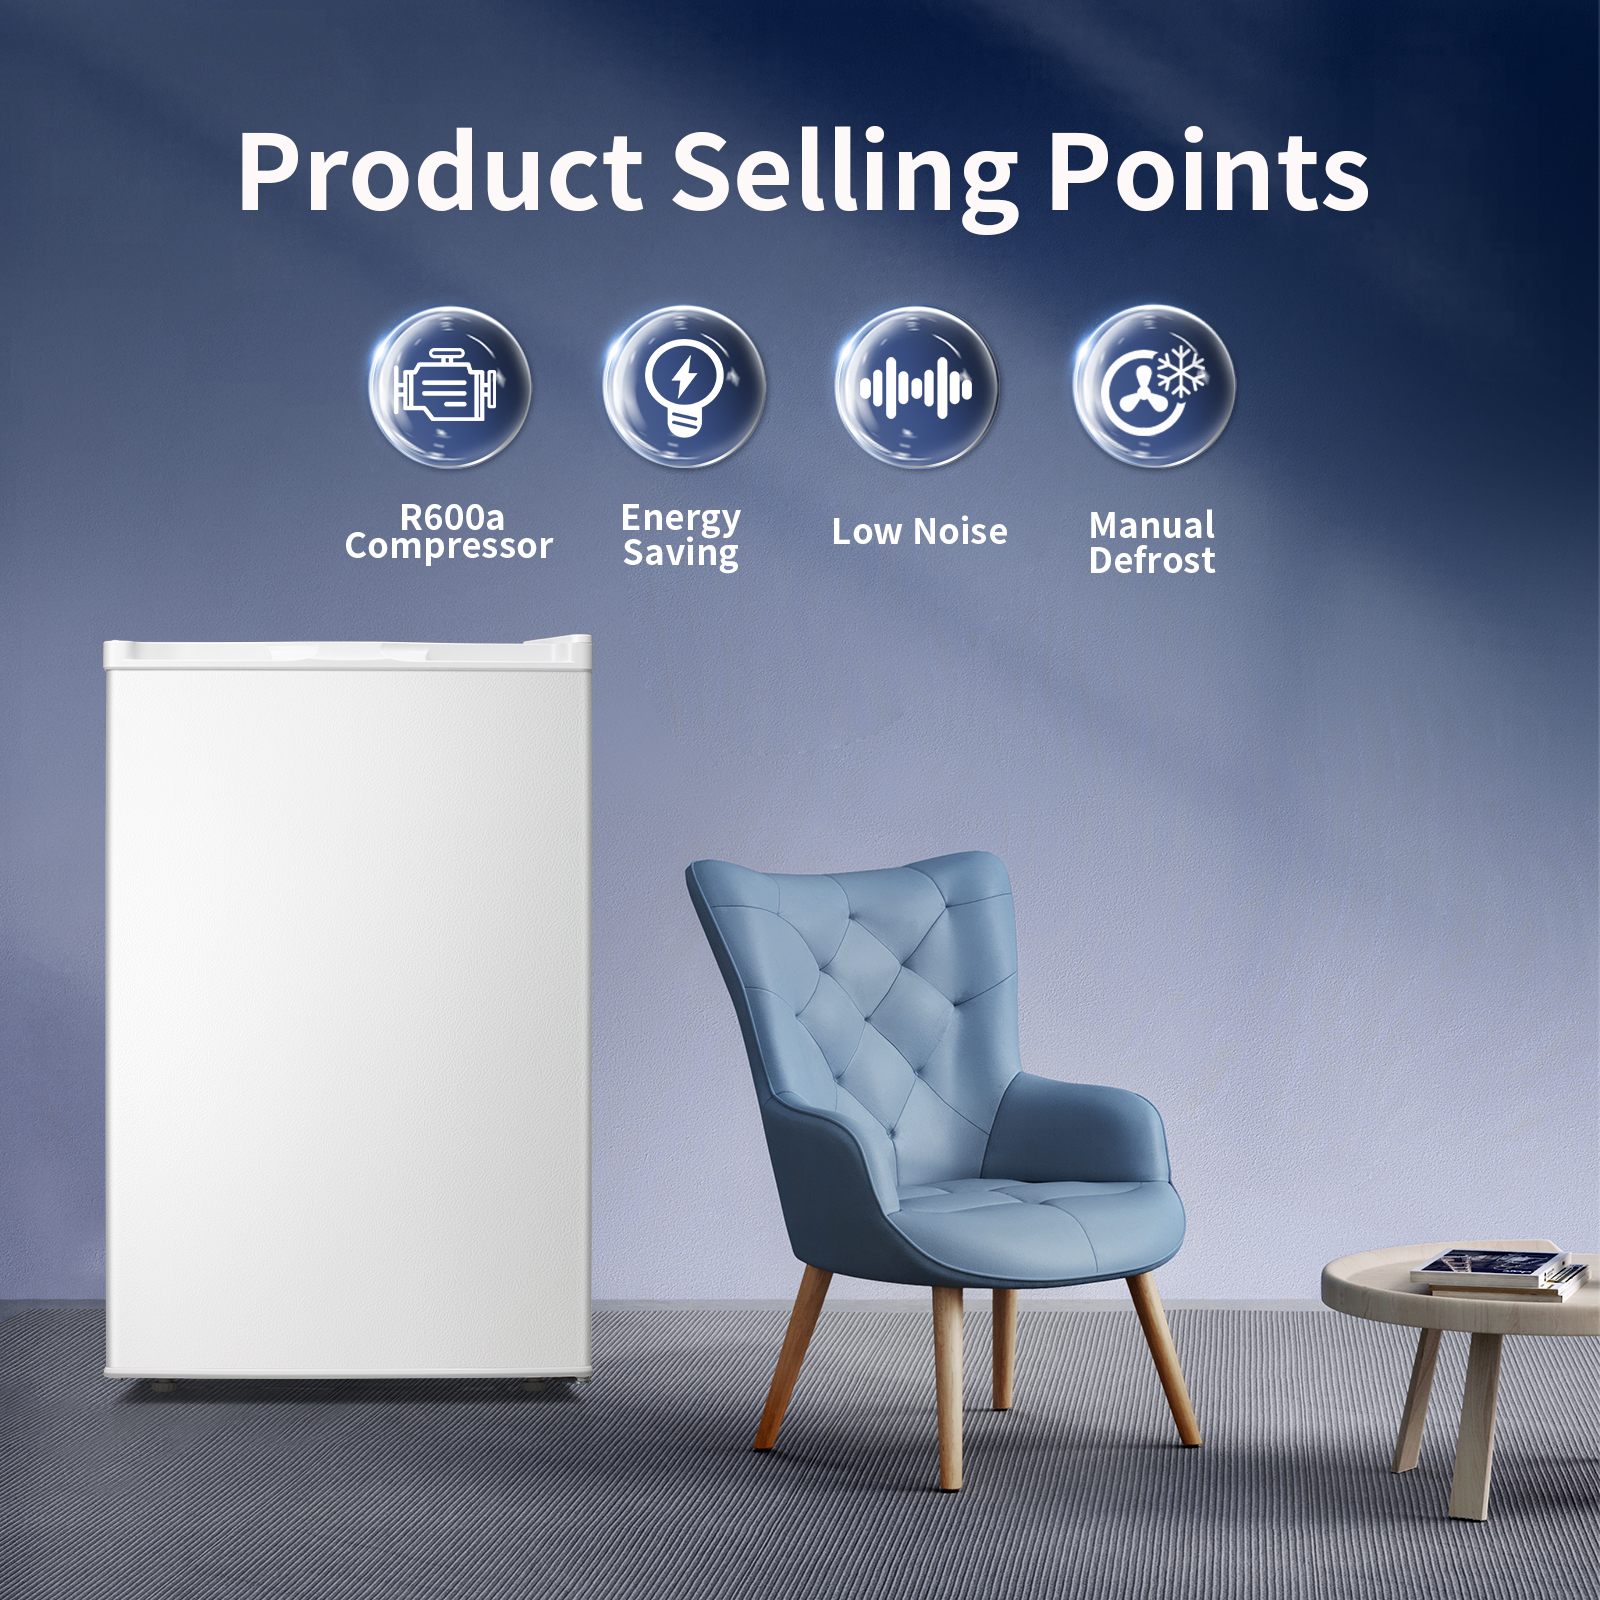 Product Selling Points
R600a
Compressor
Energy
Saving
Low Noise
Manual
Defrost